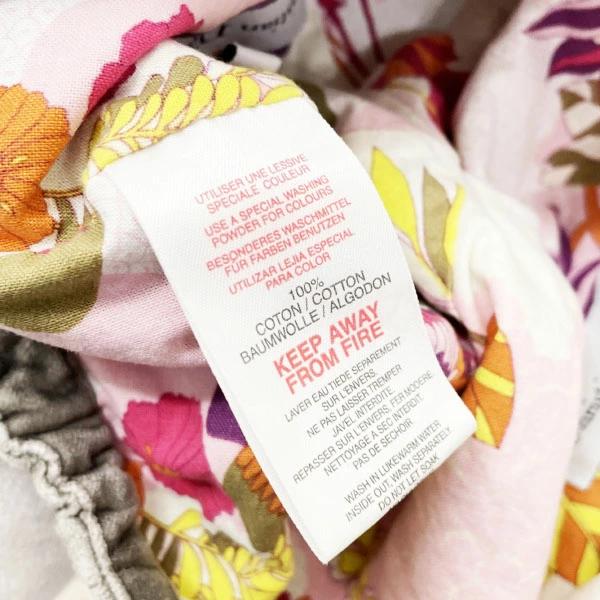 UTILISER UNE LESSIVE
SPECIALE COULEUR
USE A SPECIAL WASHING
POWDER FOR COLOURS
BESONDERES WASCHMITTEL
FÜR FARBEN BENUTZEN
UTILIZAR LEJIA ESPECIAL
PARA COLOR
100%
COTON / COTTON
BAUMWOLLE / ALGODON
KEEP AWAY
FROM FIRE
LAVER EAU TIEDE SEPAREMENT
SUR L'ENVERS.
NE PAS LAISSER TREMPER
JAVEL INTERDITE.
REPASSER SUR L'ENVERS, FER MODERE
NETTOYAGE A SEC INTERDIT.
PAS DE SECHOIR
WASH IN LUKEWARM WATER
INSIDE OUT, WASH SEPARATELY.
DO NOT LET SOAK